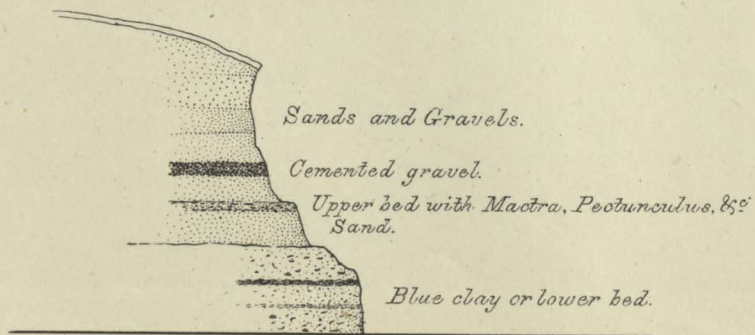 Sands and Gravels.
Cemented gravel.
Upper bed with Mactra, Pectunculus, &c
Sand.
Blue clay or lower bed.